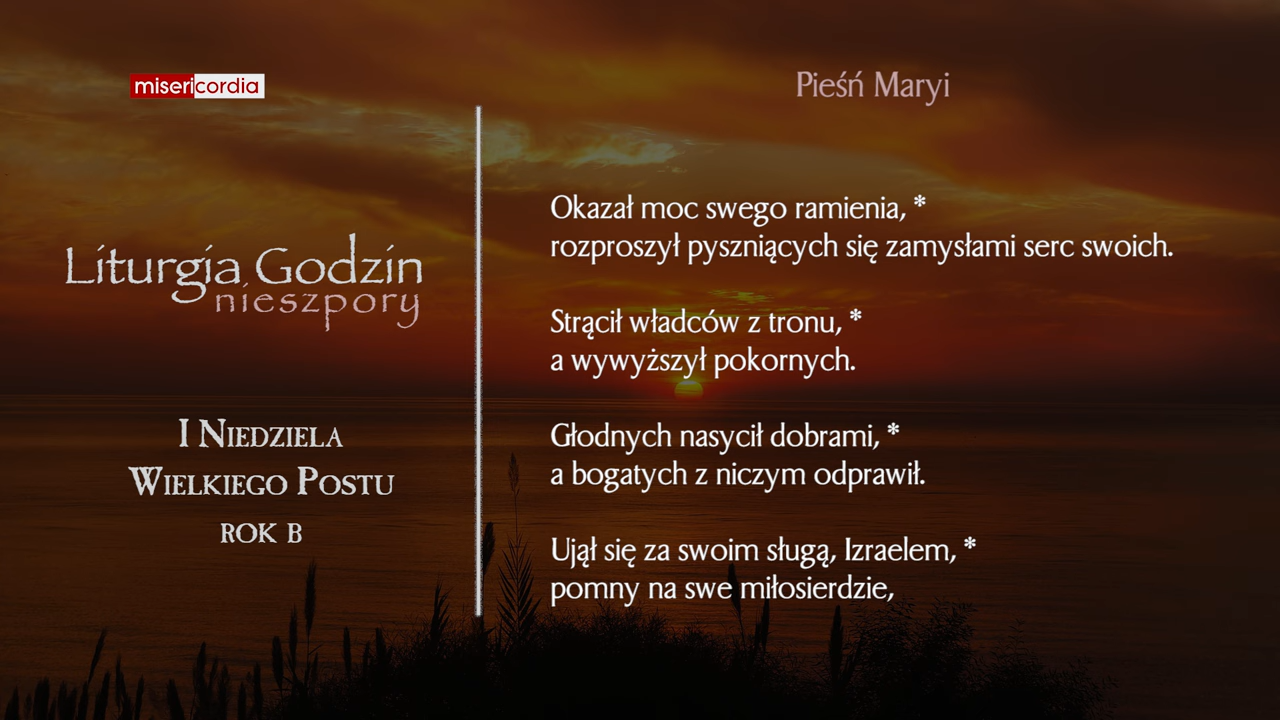 misericordia
Liturgia Godzin
nieszpory
I Niedziela
Wielkiego Postu
rok B
Pieśń Maryi
Okazał moc swego ramienia, *
rozproszył pyszniących się zamysłami serc swoich.
Strącił władców z tronu, *
a wywyższył pokornych.
Głodnych nasycił dobrami, *
a bogatych z niczym odprawił.
Ujął się za swoim sługą, Izraelem, *
pomny na swe miłosierdzie,